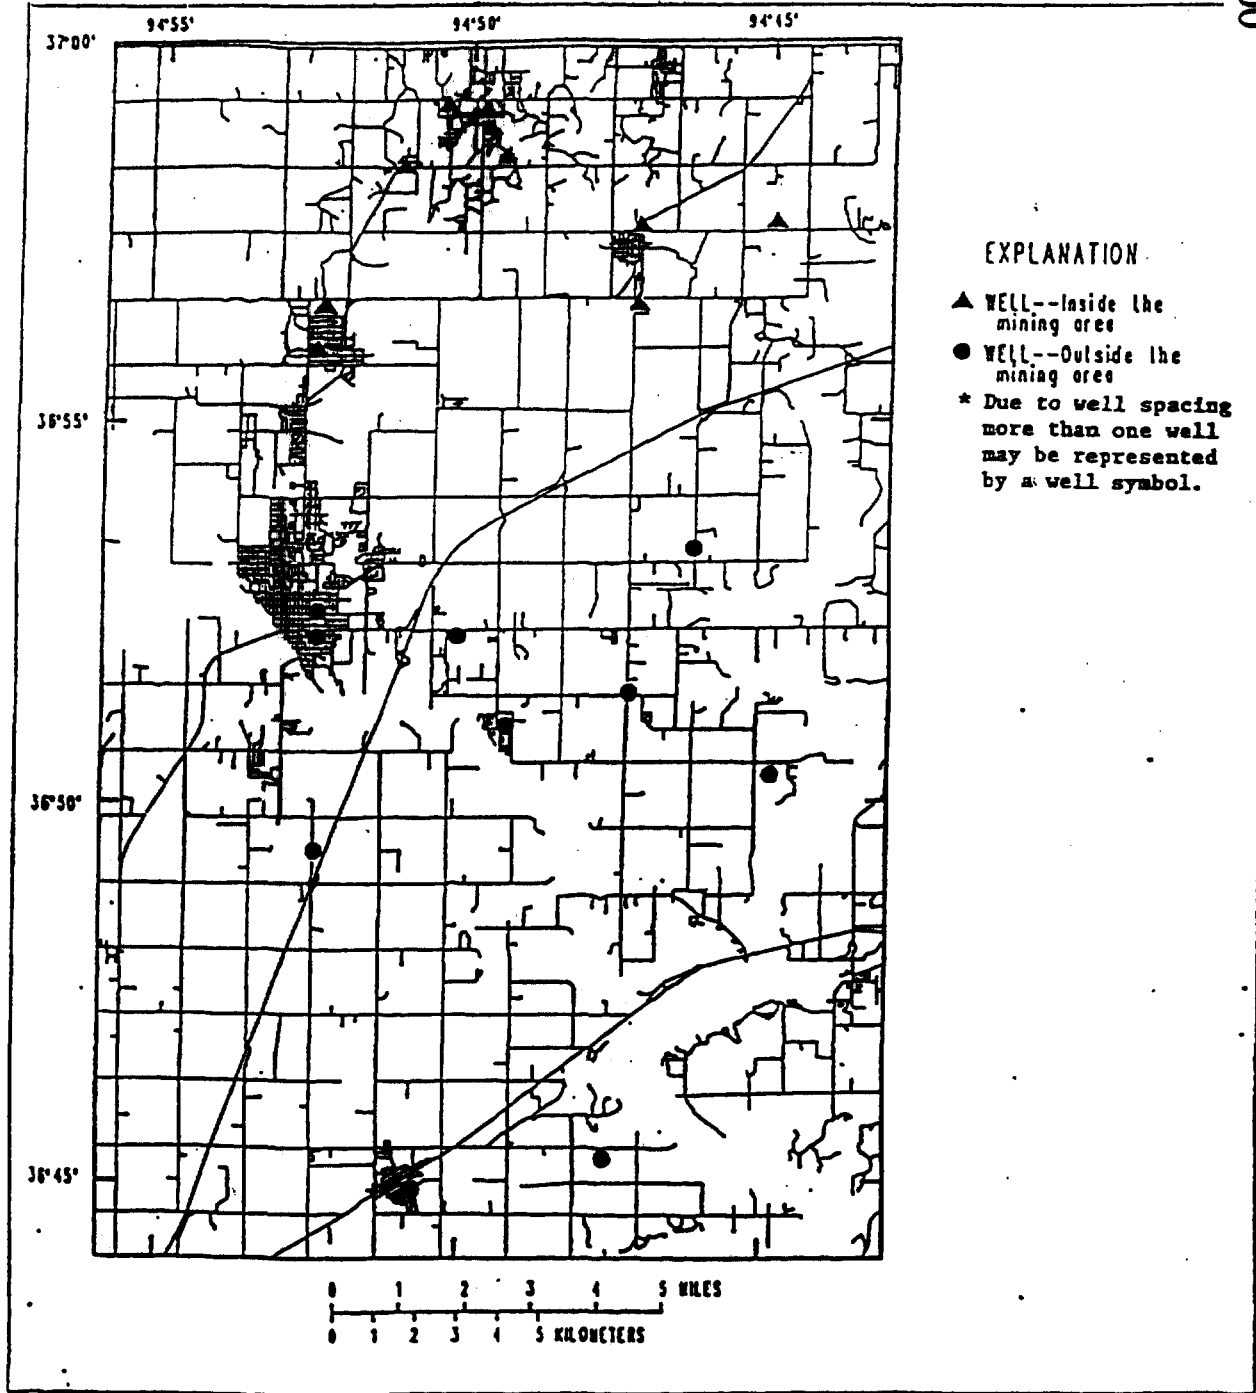 94°55' 94°50' 94°45'
37°00'
EXPLANATION
WELL--Inside the
mining area
WELL--Outside the
mining area
* Due to well spacing
more than one well
may be represented
by a well symbol.
36°55'
36°50'
36°45'
0 1 2 3 4 5 MILES
0 1 2 3 4 5 KILOMETERS